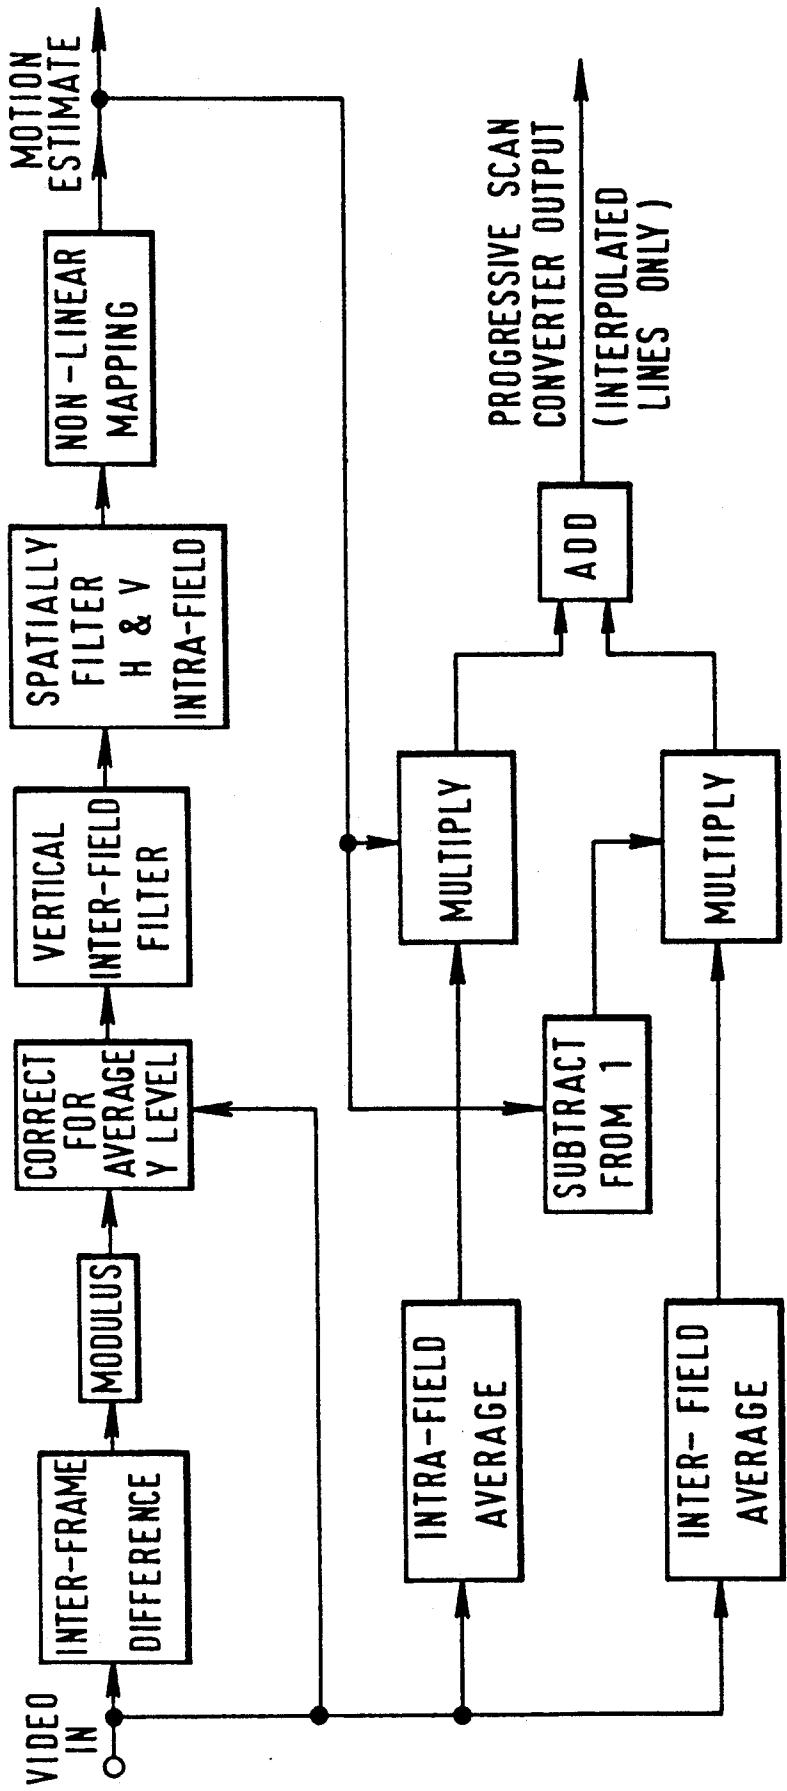 VIDEO
IN
INTER-FRAME
DIFFERENCE
MODULUS
CORRECT
FOR
AVERAGE
Y LEVEL
VERTICAL
INTER-FIELD
FILTER
SPATIALLY
FILTER
H & V
INTRA-FIELD
NON-LINEAR
MAPPING
MOTION
ESTIMATE
INTRA-FIELD
AVERAGE
MULTIPLY
SUBTRACT
FROM 1
INTER-FIELD
AVERAGE
MULTIPLY
ADD
PROGRESSIVE SCAN
CONVERTER OUTPUT
(INTERPOLATED
LINES ONLY)